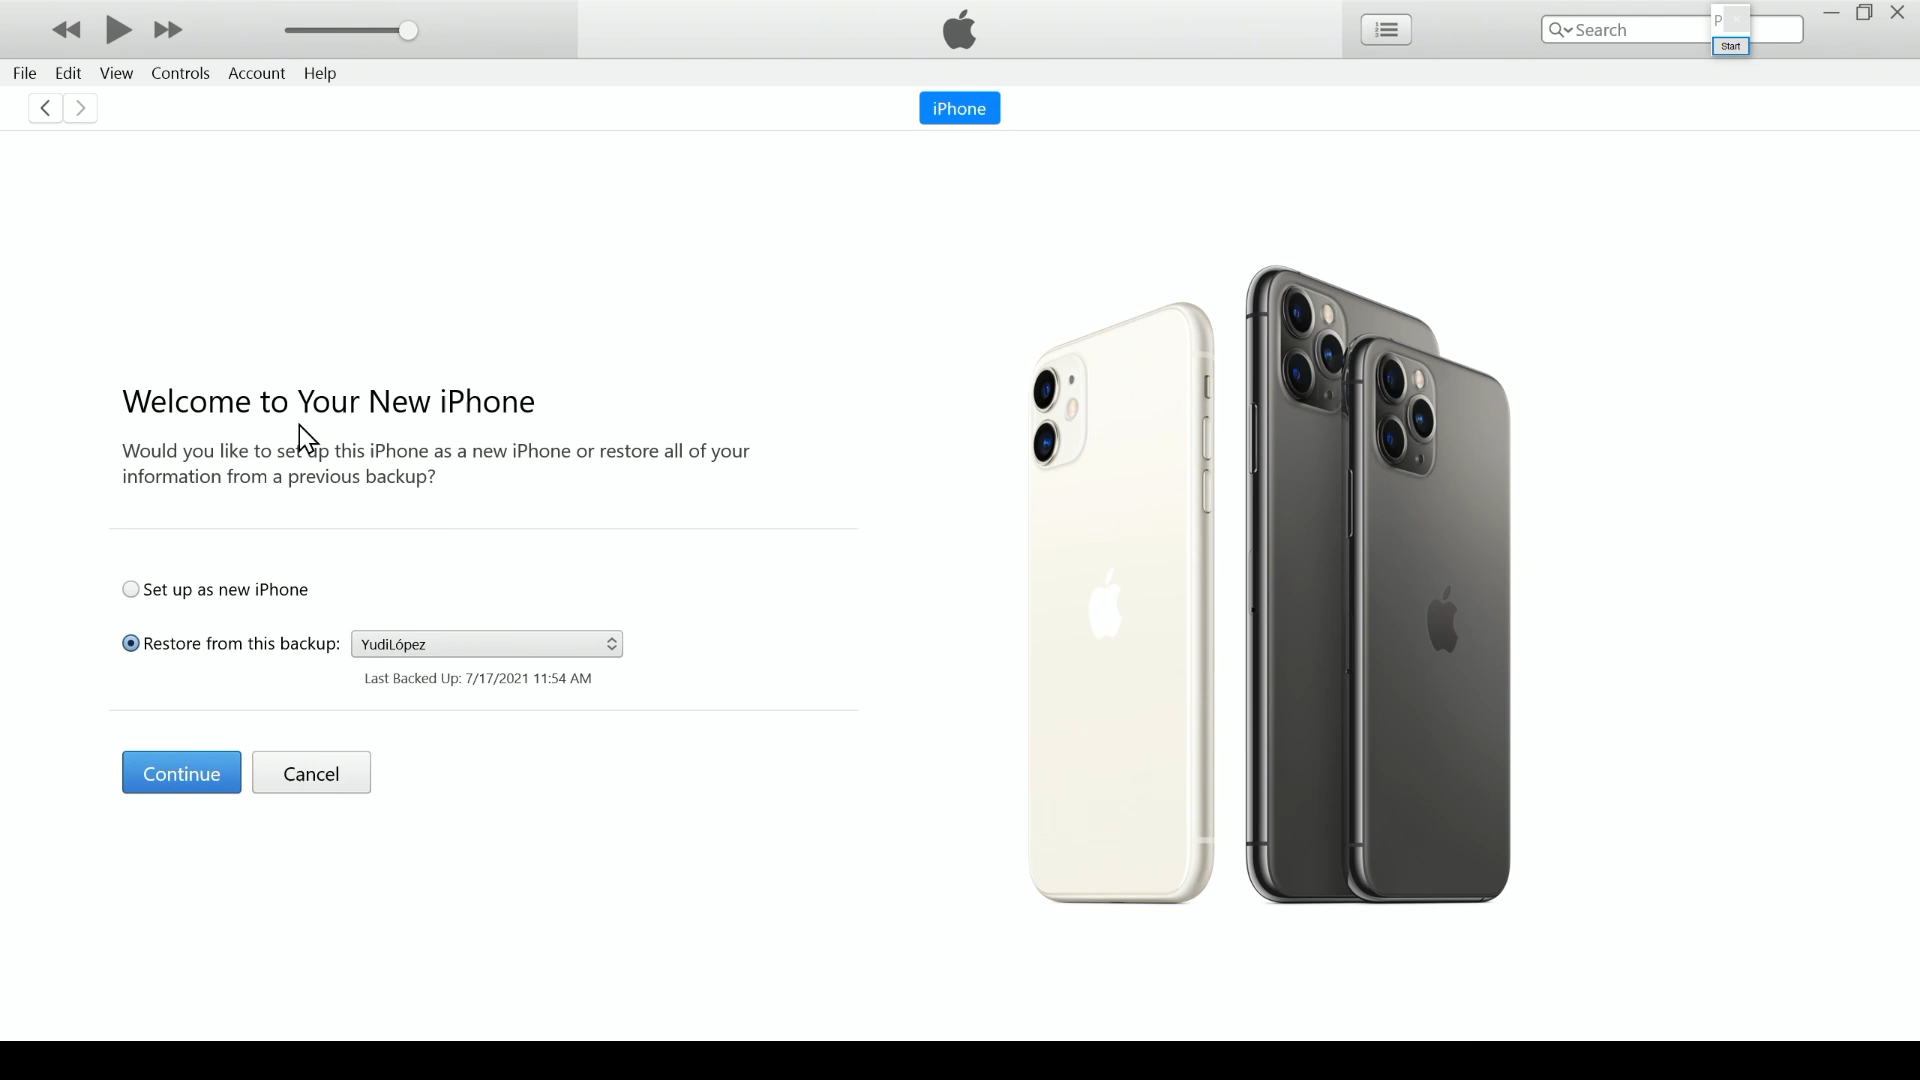 Search
P
Start
File Edit View Controls Account Help
iPhone
Welcome to Your New iPhone
Would you like to set up this iPhone as a new iPhone or restore all of your
information from a previous backup?
Set up as new iPhone
Restore from this backup: YudiLópez
Last Backed Up: 7/17/2021 11:54 AM
Continue Cancel